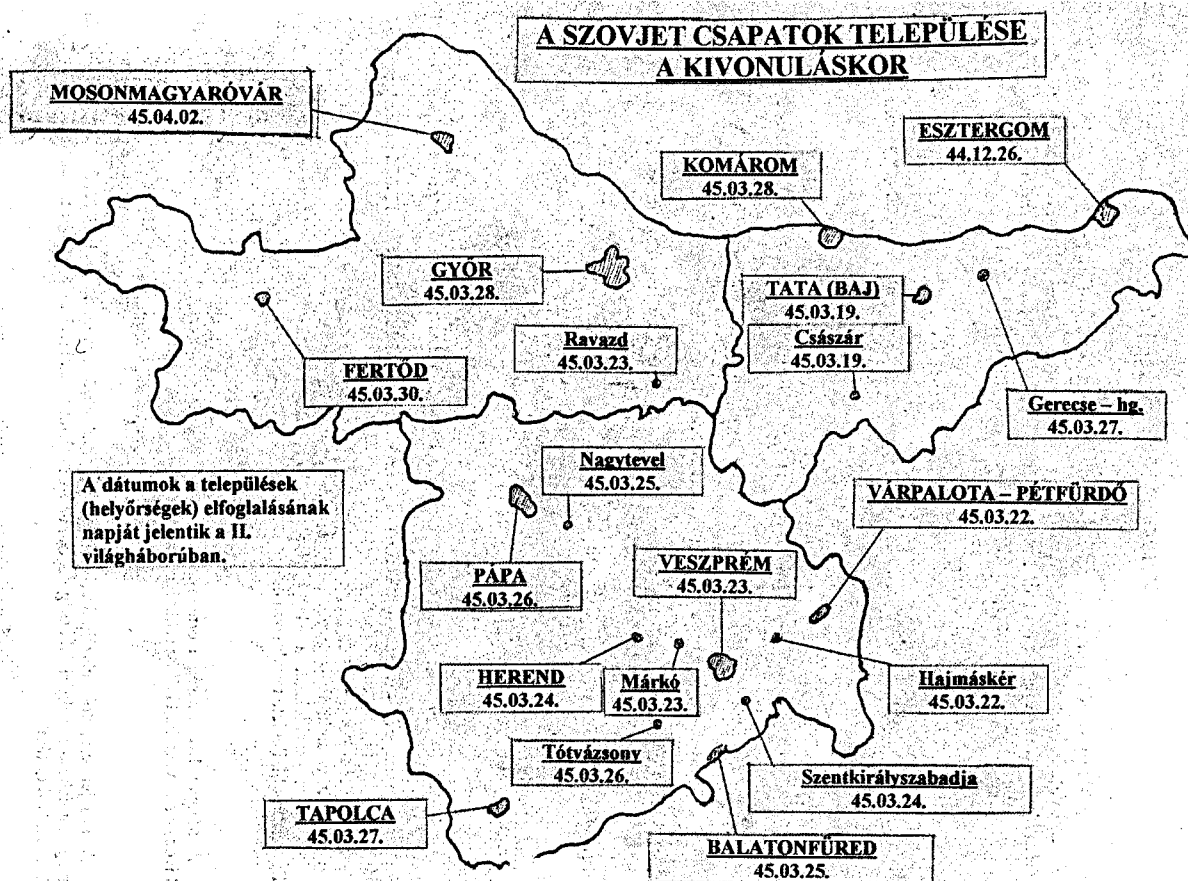 A SZOVJET CSAPATOK TELEPÜLÉSE
A KIVONULÁSKOR
MOSONMAGYARÓVÁR
45.04.02.
ESZTERGOM
44.12.26.
KOMÁROM
45.03.28.
GYŐR
45.03.28.
TATA (BAJ)
45.03.19.
Császár
45.03.19.
Ravazd
45.03.23.
FERTŐD
45.03.30.
Gerecse – hg.
45.03.27.
Nagytevel
45.03.25.
A dátumok a települések
(helyőrségek) elfoglalásának
napját jelentik a II.
világháborúban.
VÁRPALOTA – PÉTFÜRDŐ
45.03.22.
PÁPA
45.03.26.
VESZPRÉM
45.03.23.
HEREND
45.03.24.
Márkó
45.03.23.
Hajmáskér
45.03.22.
Tótvázsony
45.03.26.
Szentkirályszabadja
45.03.24.
TAPOLCA
45.03.27.
BALATONFÜRED
45.03.25.